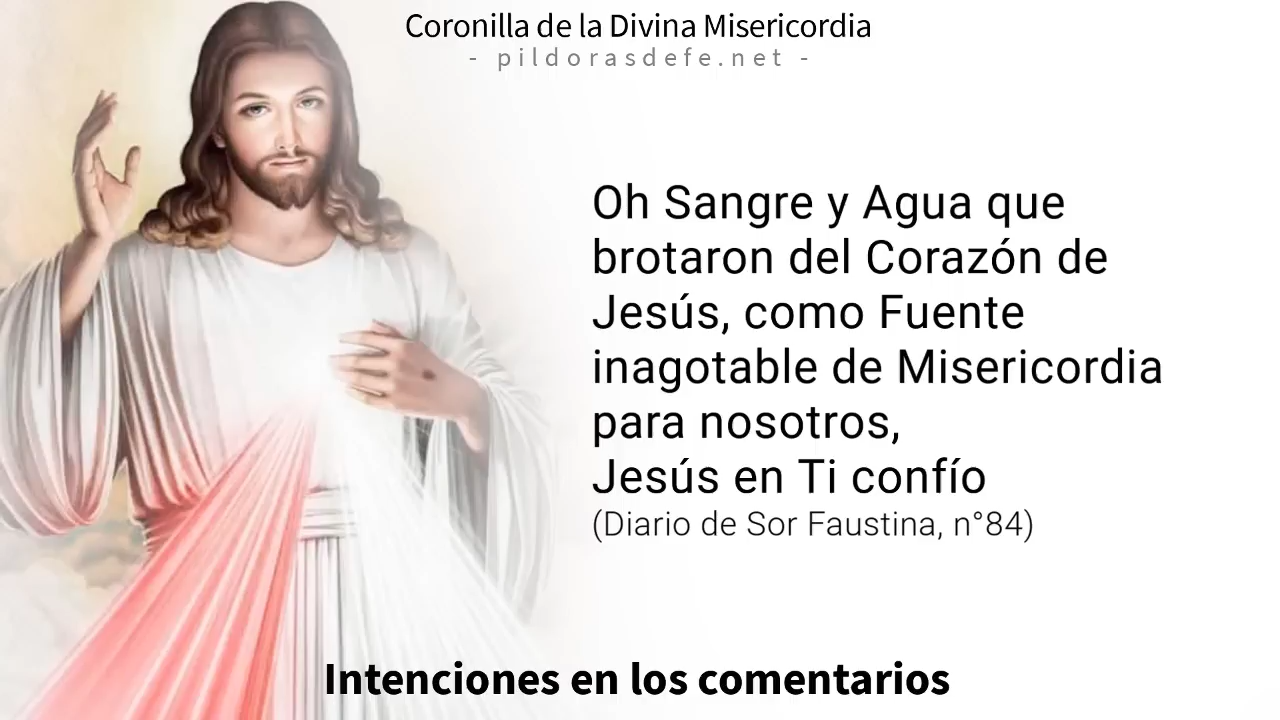 Coronilla de la Divina Misericordia
- pildorasdefe.net -
Oh Sangre y Agua que
brotaron del Corazón de
Jesús, como Fuente
inagotable de Misericordia
para nosotros,
Jesús en Ti confío
(Diario de Sor Faustina, n°84)
Intenciones en los comentarios